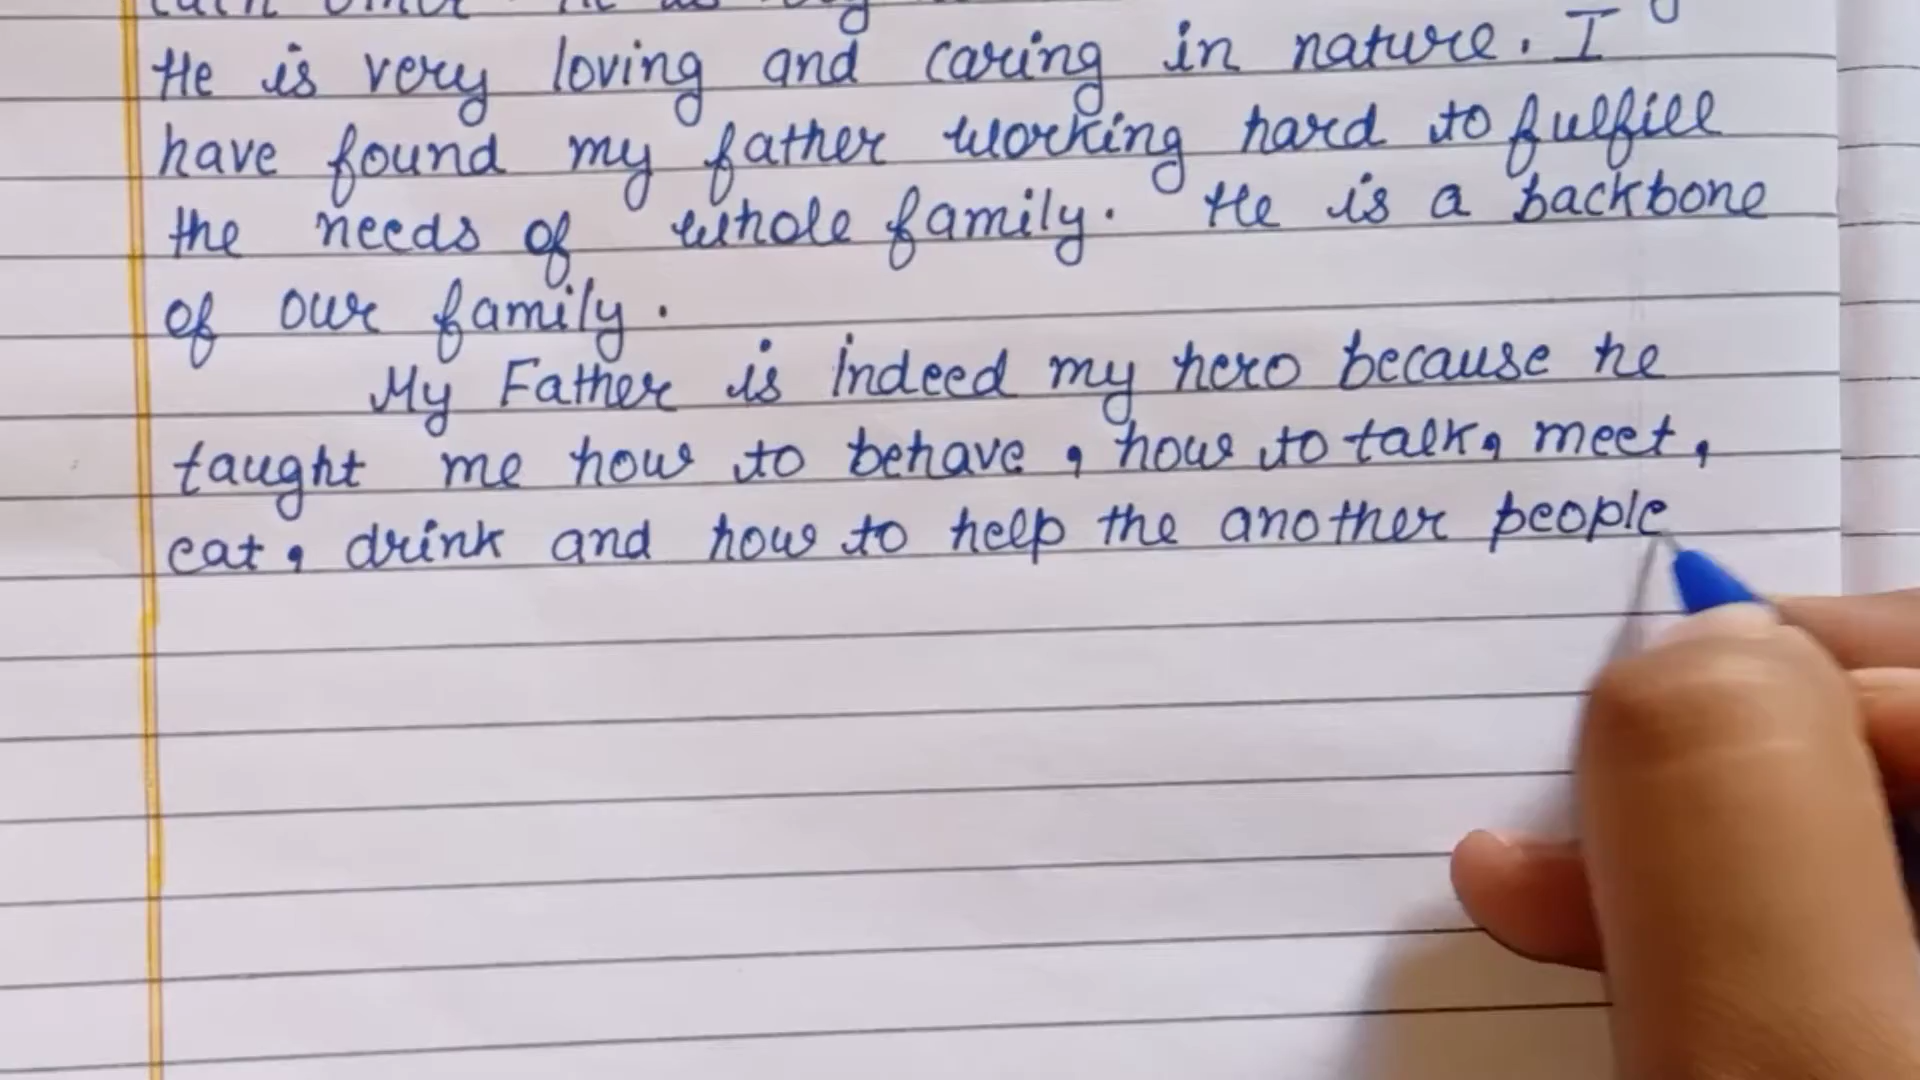 He is very loving and caring in nature. I
have found my father working hard to fulfill
the needs of whole family. He is a backbone
of our family.
My Father is indeed my hero because he
taught me how to behave, how to talk, meet,
eat, drink and how to help the another people